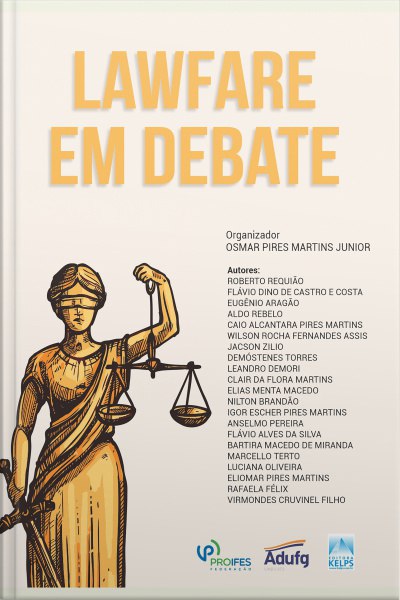 LAWFARE
EM DEBATE
Organizador
OSMAR PIRES MARTINS JUNIOR
Autores:
ROBERTO REQUIÃO
FLÁVIO DINO DE CASTRO E COSTA
EUGÊNIO ARAGÃO
ALDO REBELO
CAIO ALCANTARA PIRES MARTINS
WILSON ROCHA FERNANDES ASSIS
JACSON ZILIO
DEMÓSTENES TORRES
LEANDRO DEMORI
CLAIR DA FLORA MARTINS
ELIAS MENTA MACEDO
NILTON BRANDÃO
IGOR ESCHER PIRES MARTINS
ANSELMO PEREIRA
FLÁVIO ALVES DA SILVA
BARTIRA MACEDO DE MIRANDA
MARCELLO TERTO
LUCIANA OLIVEIRA
ELIOMAR PIRES MARTINS
RAFAELA FÉLIX
VIRMONDES CRUVINEL FILHO
PROIFES
FEDERAÇÃO
Adufg
EDITORA
KELPS